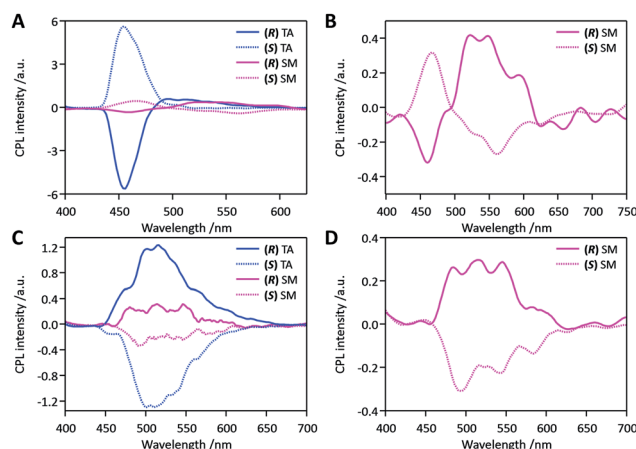 A
CPL intensity /a.u.
6
3
0
-3
-6
(R) TA
(S) TA
(R) SM
(S) SM
400 450 500 550 600
Wavelength /nm
B
CPL intensity /a.u.
0.4
0.2
0.0
-0.2
-0.4
(R) SM
(S) SM
400 450 500 550 600 650 700 750
Wavelength /nm
C
CPL intensity /a.u.
1.2
0.8
0.4
0.0
-0.4
-0.8
-1.2
(R) TA
(S) TA
(R) SM
(S) SM
400 450 500 550 600 650 700
Wavelength /nm
D
CPL intensity /a.u.
0.4
0.2
0.0
-0.2
-0.4
(R) SM
(S) SM
400 450 500 550 600 650 700
Wavelength /nm